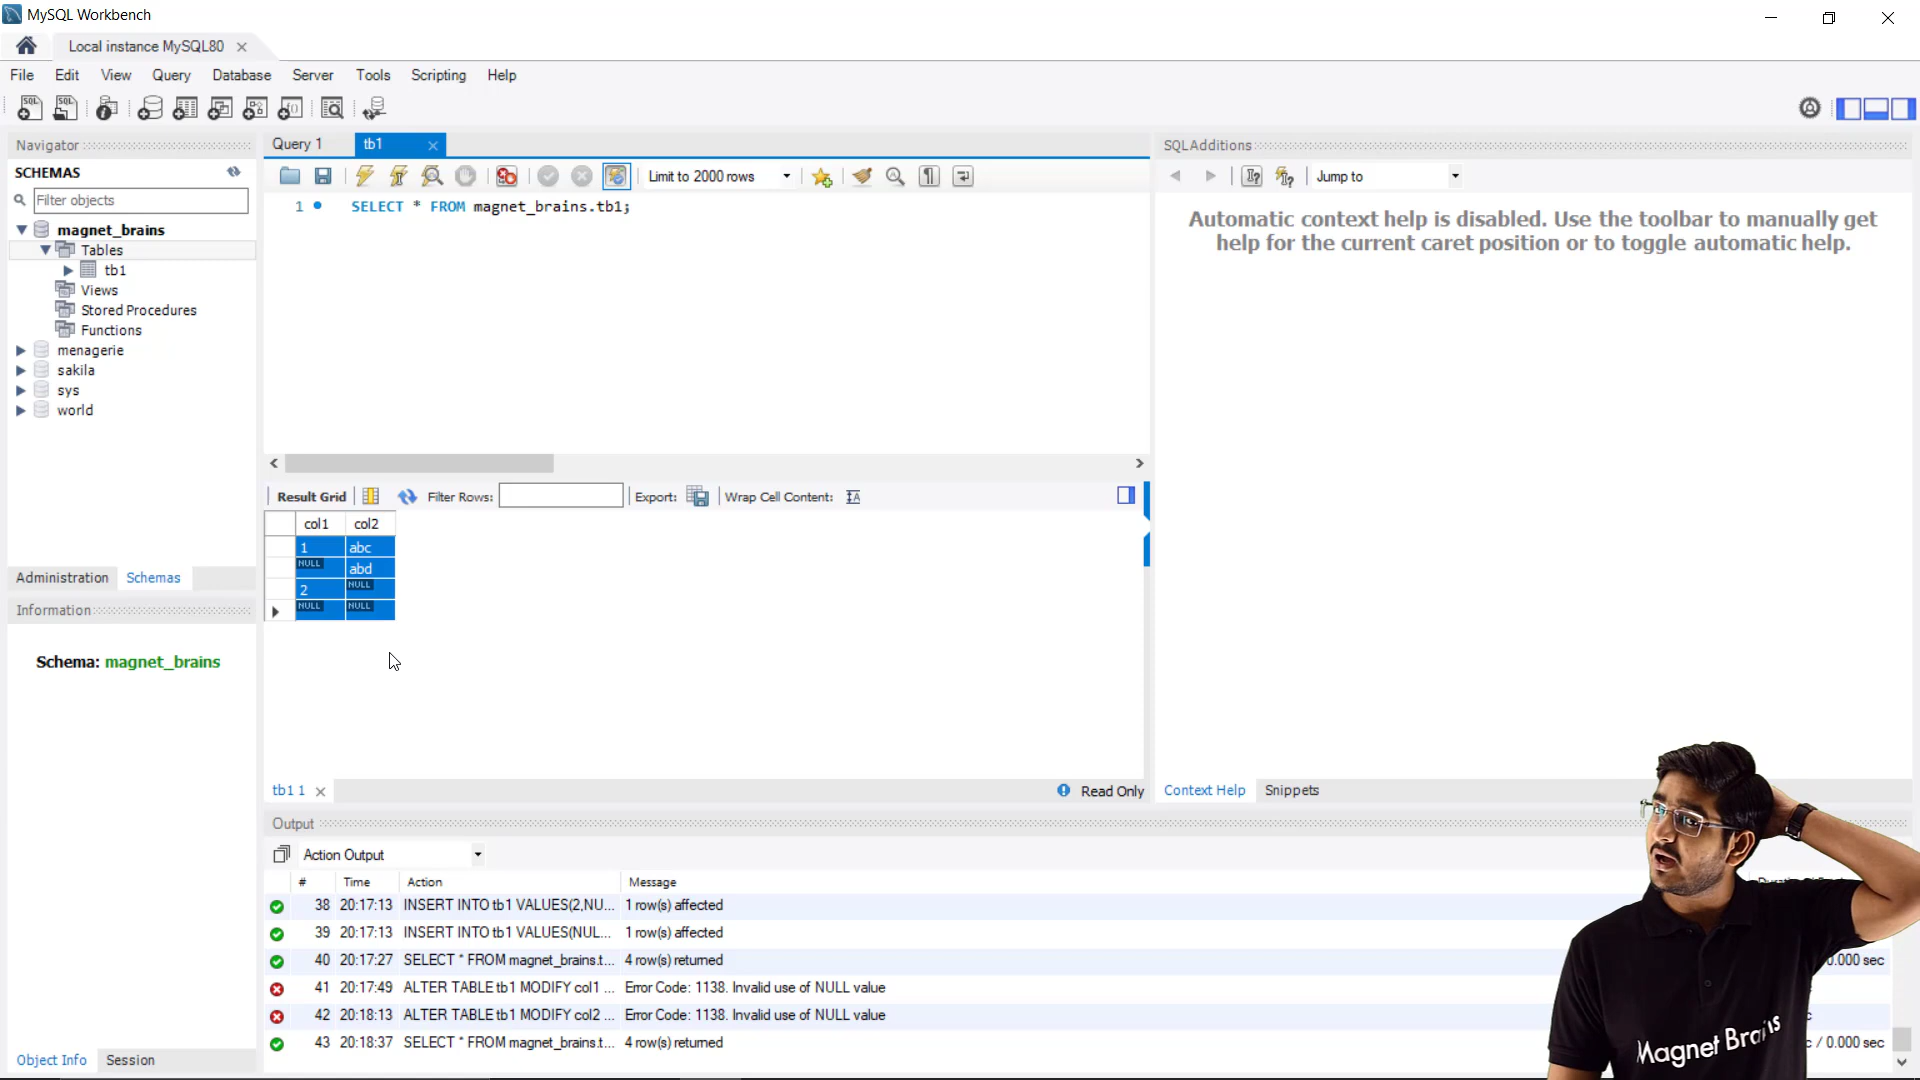 MySQL Workbench
Local instance MySQL80
File Edit View Query Database Server Tools Scripting Help
Navigator
SCHEMAS
Filter objects
magnet_brains
Tables
tb1
Views
Stored Procedures
Functions
menagerie
sakila
sys
world
Administration Schemas
Information
Schema: magnet_brains
Object Info Session
Query 1 tb1
Limit to 2000 rows
1 SELECT * FROM magnet_brains.tb1;
Result Grid Filter Rows: Export: Wrap Cell Content:
col1 col2
1 abc
NULL abd
2 NULL
NULL NULL
tb1 1 Read Only
SQLAdditions
Jump to
Automatic context help is disabled. Use the toolbar to manually get
help for the current caret position or to toggle automatic help.
Context Help Snippets
Output
Action Output
# Time Action Message
38 20:17:13 INSERT INTO tb1 VALUES(2,NU... 1 row(s) affected
39 20:17:13 INSERT INTO tb1 VALUES(NUL... 1 row(s) affected
40 20:17:27 SELECT * FROM magnet_brains.t... 4 row(s) returned 0.000 sec
41 20:17:49 ALTER TABLE tb1 MODIFY col1 ... Error Code: 1138. Invalid use of NULL value
42 20:18:13 ALTER TABLE tb1 MODIFY col2 ... Error Code: 1138. Invalid use of NULL value
43 20:18:37 SELECT * FROM magnet_brains.t... 4 row(s) returned / 0.000 sec
Magnet Brains